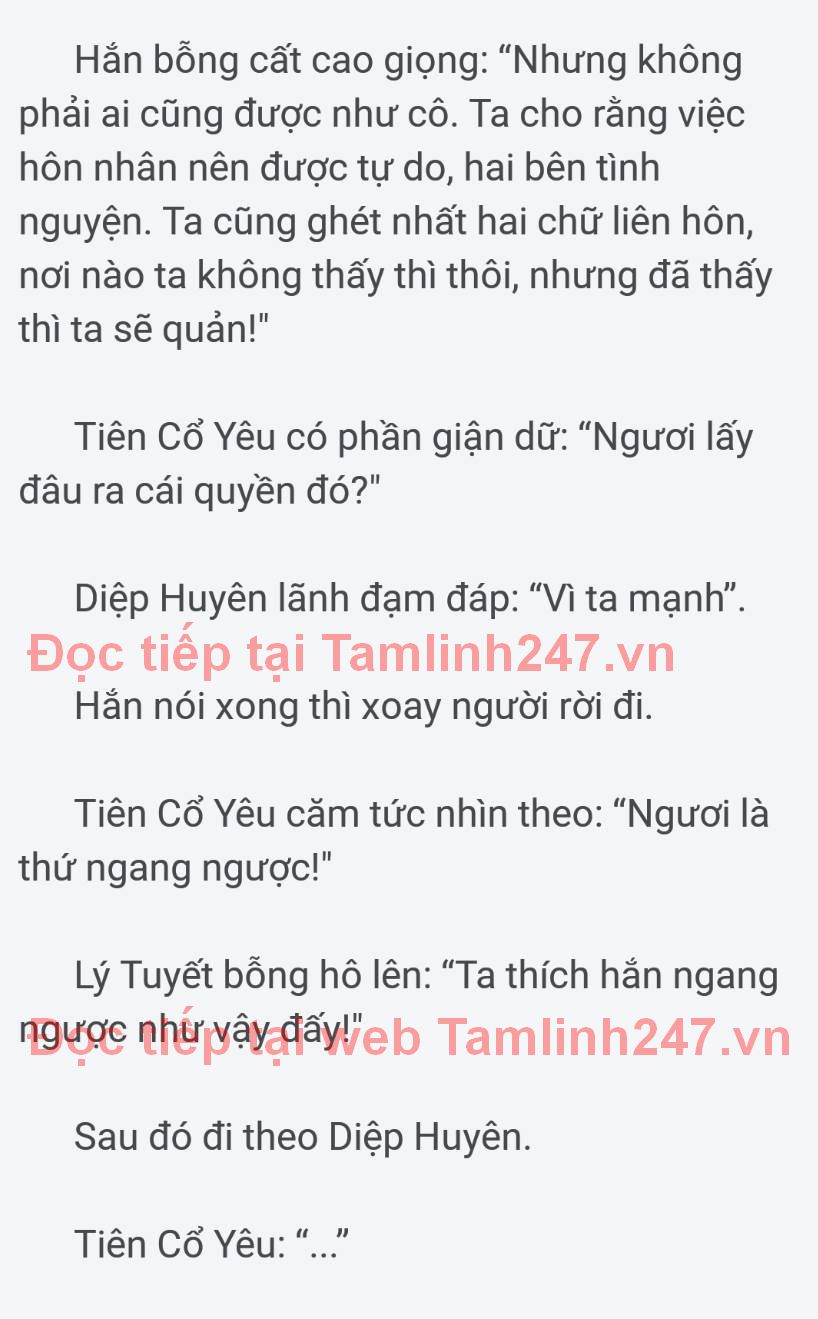 Hắn bỗng cất cao giọng: “Nhưng không
phải ai cũng được như cô. Ta cho rằng việc
hôn nhân nên được tự do, hai bên tình
nguyện. Ta cũng ghét nhất hai chữ liên hôn,
nơi nào ta không thấy thì thôi, nhưng đã thấy
thì ta sẽ quản!"
Tiên Cổ Yêu có phần giận dữ: “Ngươi lấy
đâu ra cái quyền đó?"
Diệp Huyên lãnh đạm đáp: “Vì ta mạnh”.
Đọc tiếp tại Tamlinh247.vn
Hắn nói xong thì xoay người rời đi.
Tiên Cổ Yêu căm tức nhìn theo: “Ngươi là
thứ ngang ngược!"
Lý Tuyết bỗng hô lên: “Ta thích hắn ngang
ngược như vậy đấy!"
Đọc tiếp tại web Tamlinh247.vn
Sau đó đi theo Diệp Huyên.
Tiên Cổ Yêu: “...”